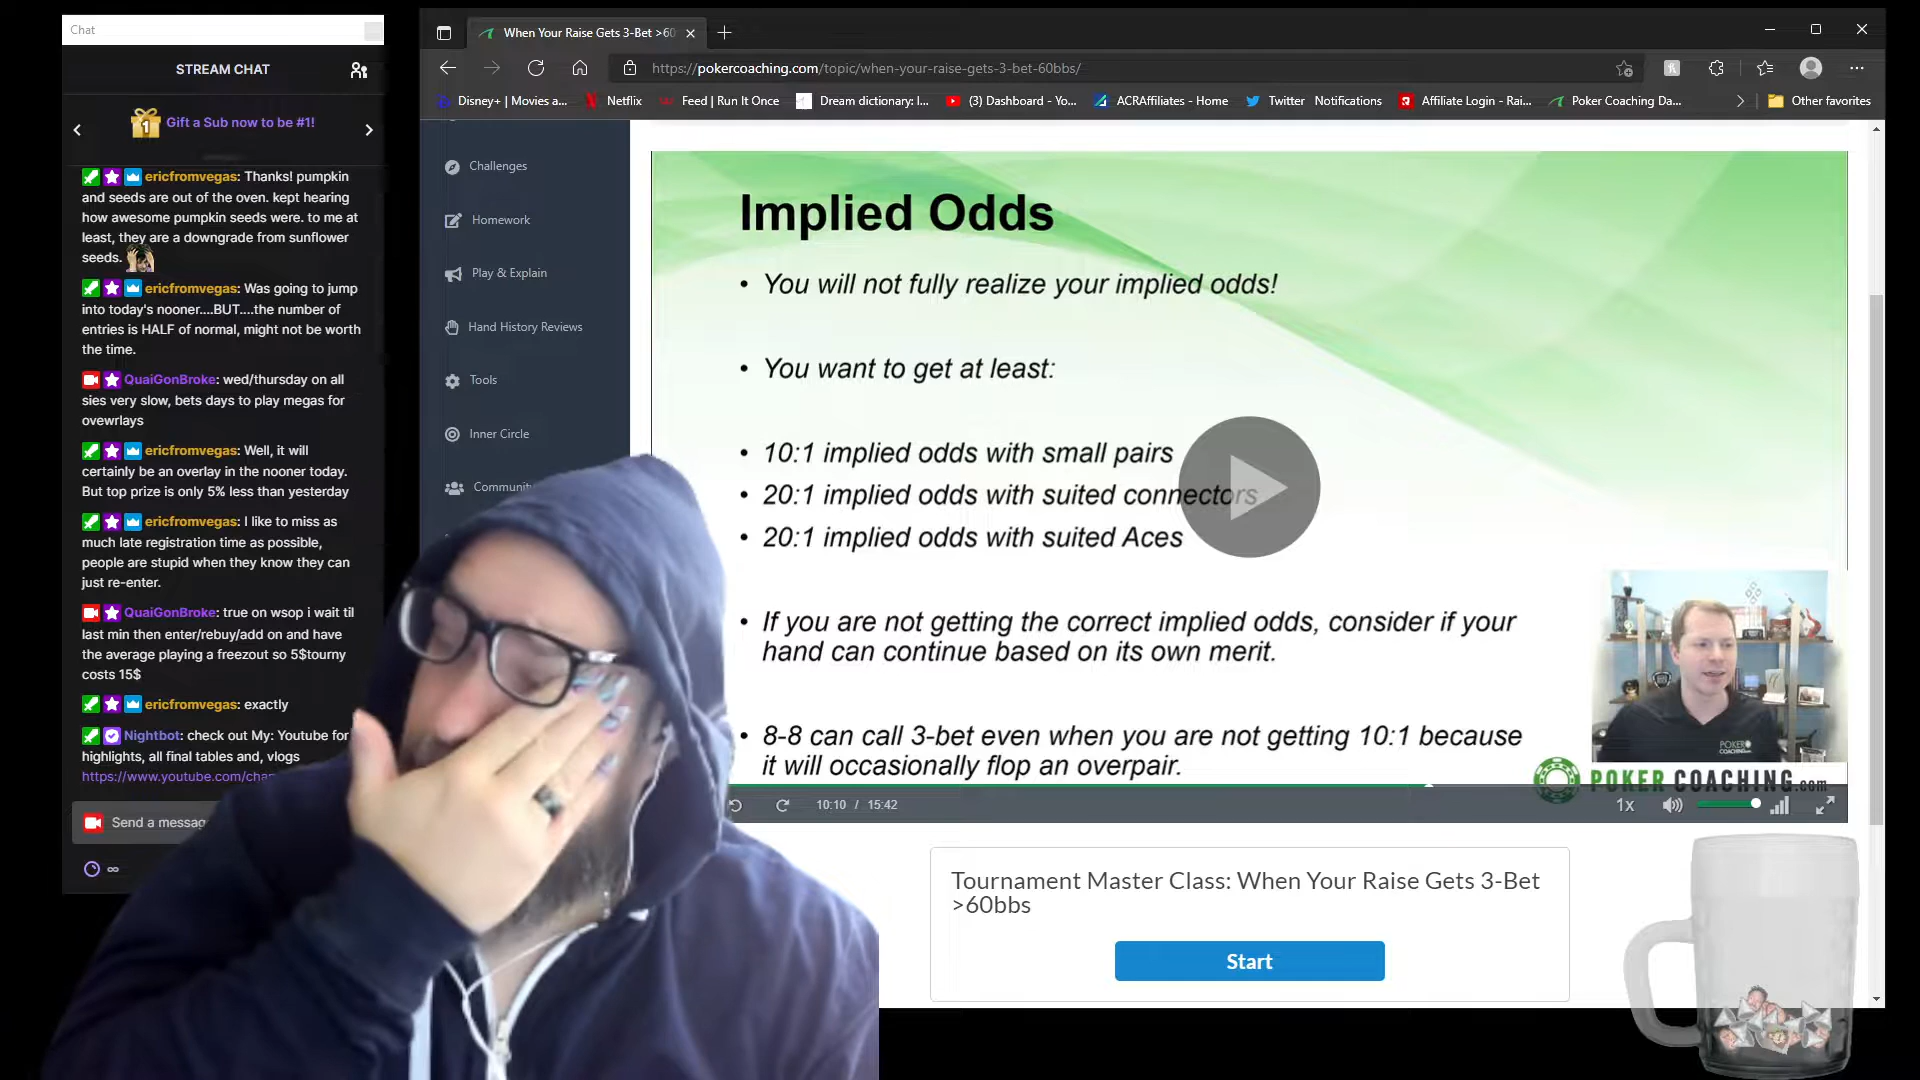 Chat
STREAM CHAT
1
Gift a Sub now to be #1!
ericfromvegas: Thanks! pumpkin
and seeds are out of the oven. kept hearing
how awesome pumpkin seeds were. to me at
least, they are a downgrade from sunflower
seeds.
ericfromvegas: Was going to jump
into today's nooner....BUT....the number of
entries is HALF of normal, might not be worth
the time.
QuaiGonBroke: wed/thursday on all
sies very slow, bets days to play megas for
ovewrlays
ericfromvegas: Well, it will
certainly be an overlay in the nooner today.
But top prize is only 5% less than yesterday
ericfromvegas: I like to miss as
much late registration time as possible,
people are stupid when they know they can
just re-enter.
QuaiGonBroke: true on wsop i wait til
last min then enter/rebuy/add on and have
the average playing a freezout so 5$tourny
costs 15$
ericfromvegas: exactly
Nightbot: check out My: Youtube for
highlights, all final tables and, vlogs
https://www.youtube.com/chan
Send a messag
∞
When Your Raise Gets 3-Bet >60
https://pokercoaching.com/topic/when-your-raise-gets-3-bet-60bbs/
Disney+ | Movies a...
Netflix
Feed | Run It Once
Dream dictionary: I...
(3) Dashboard - Yo...
ACRAffiliates - Home
Twitter
Notifications
Affiliate Login - Rai...
Poker Coaching Da...
Other favorites
Challenges
Homework
Play & Explain
Hand History Reviews
Tools
Inner Circle
Community
Implied Odds
• You will not fully realize your implied odds!
• You want to get at least:
• 10:1 implied odds with small pairs
• 20:1 implied odds with suited connectors
• 20:1 implied odds with suited Aces
• If you are not getting the correct implied odds, consider if your
hand can continue based on its own merit.
• 8-8 can call 3-bet even when you are not getting 10:1 because
it will occasionally flop an overpair.
POKER COACHING.com
10:10 / 15:42
1x
Tournament Master Class: When Your Raise Gets 3-Bet
>60bbs
Start